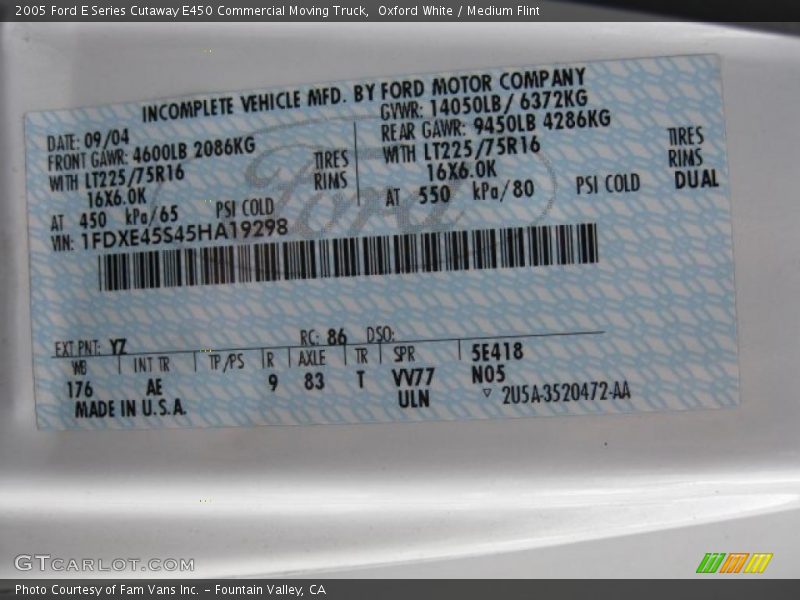 2005 Ford E Series Cutaway E450 Commercial Moving Truck,  Oxford White / Medium Flint
INCOMPLETE VEHICLE MFD. BY FORD MOTOR COMPANY
DATE: 09/04
GVWR: 14050LB/ 6372KG
FRONT GAWR: 4600LB 2086KG
REAR GAWR: 9450LB 4286KG
WITH LT225/75R16 TIRES
WITH LT225/75R16 TIRES
16X6.0K RIMS
16X6.0K RIMS
AT 450 kPa/65 PSI COLD
AT 550 kPa/80 PSI COLD DUAL
VIN: 1FDXE45S45HA19298
Ford
EXT PNT: YZ RC: 86 DSO:
WB INT TR TP/PS R AXLE TR SPR 5E418
176 AE 9 83 T VV77 N05
MADE IN U.S.A. ULN ▽ 2U5A-3520472-AA
GTCARLOT.COM
Photo Courtesy of Fam Vans Inc. - Fountain Valley, CA